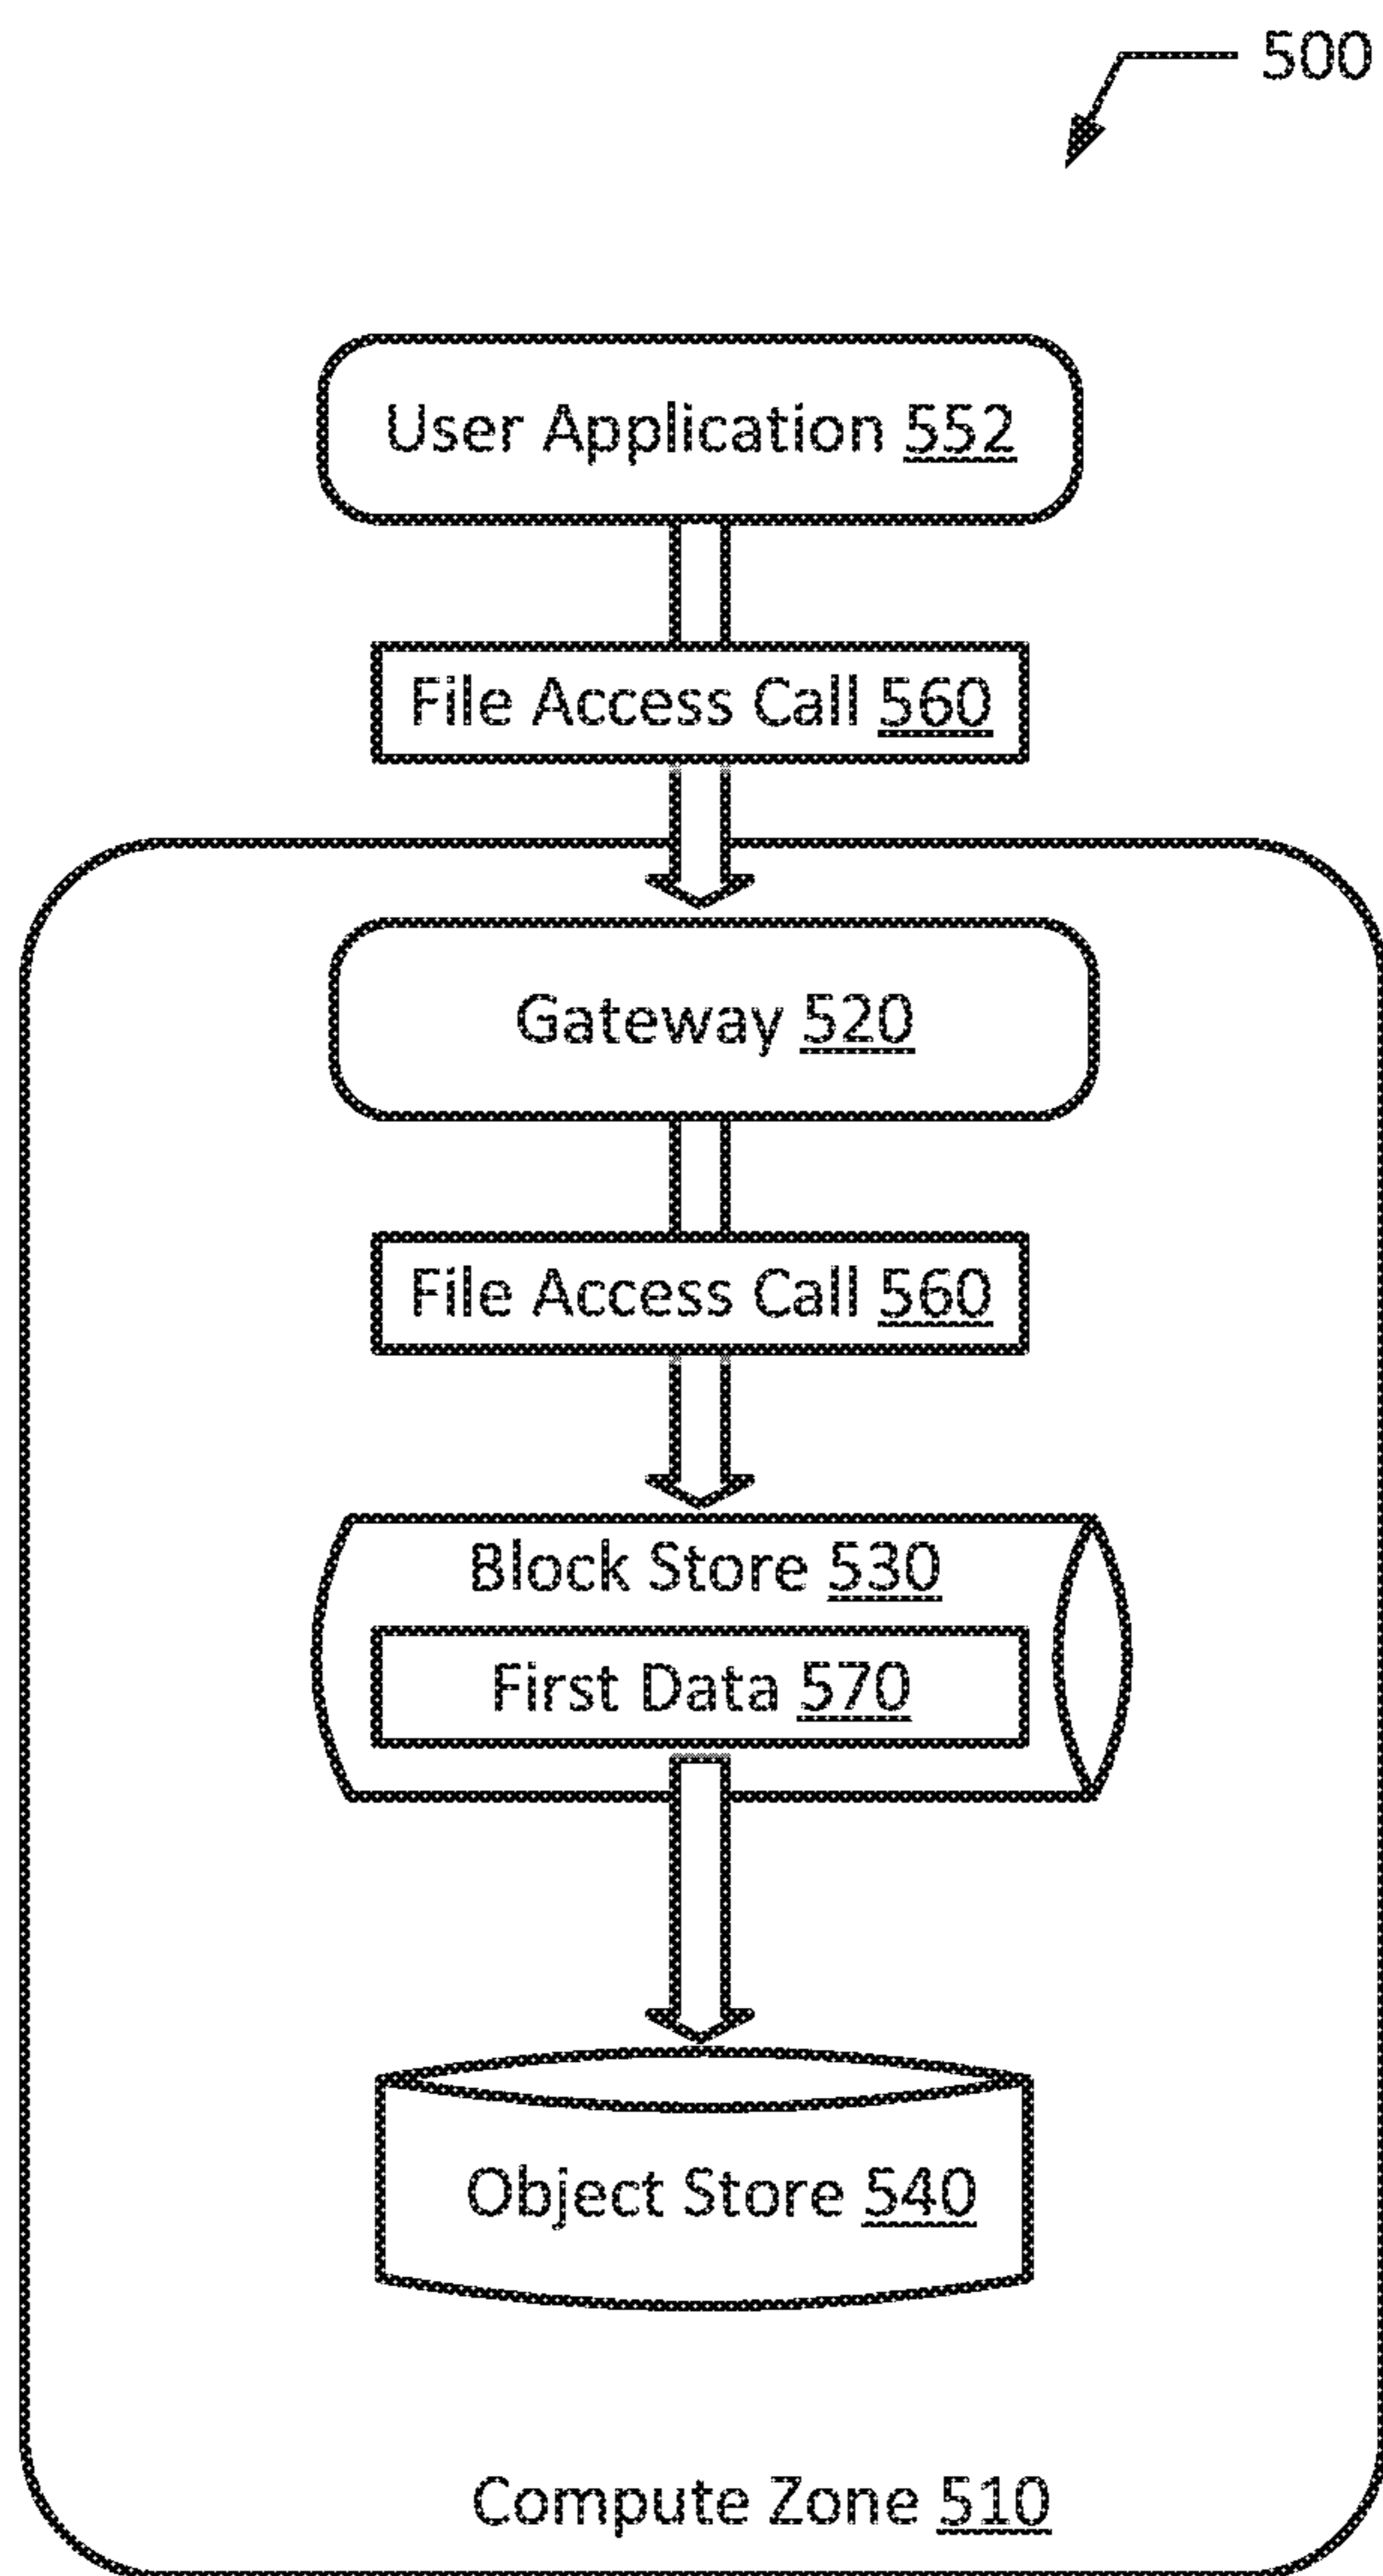 500
User Application 552
File Access Call 560
Gateway 520
File Access Call 560
Block Store 530
First Data 570
Object Store 540
Compute Zone 510